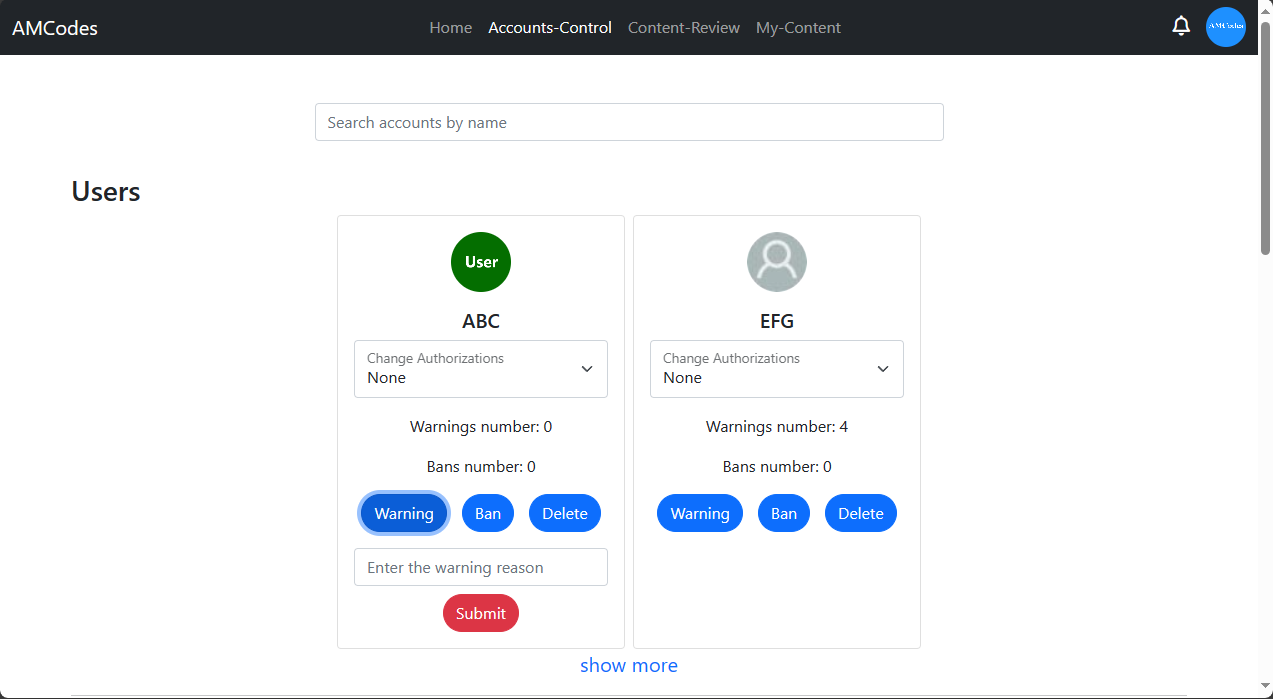 AMCodes Home Accounts-Control Content-Review My-Content AMCodes
Search accounts by name
Users
User
ABC
Change Authorizations
None
Warnings number: 0
Bans number: 0
Warning Ban Delete
Enter the warning reason
Submit
EFG
Change Authorizations
None
Warnings number: 4
Bans number: 0
Warning Ban Delete
show more